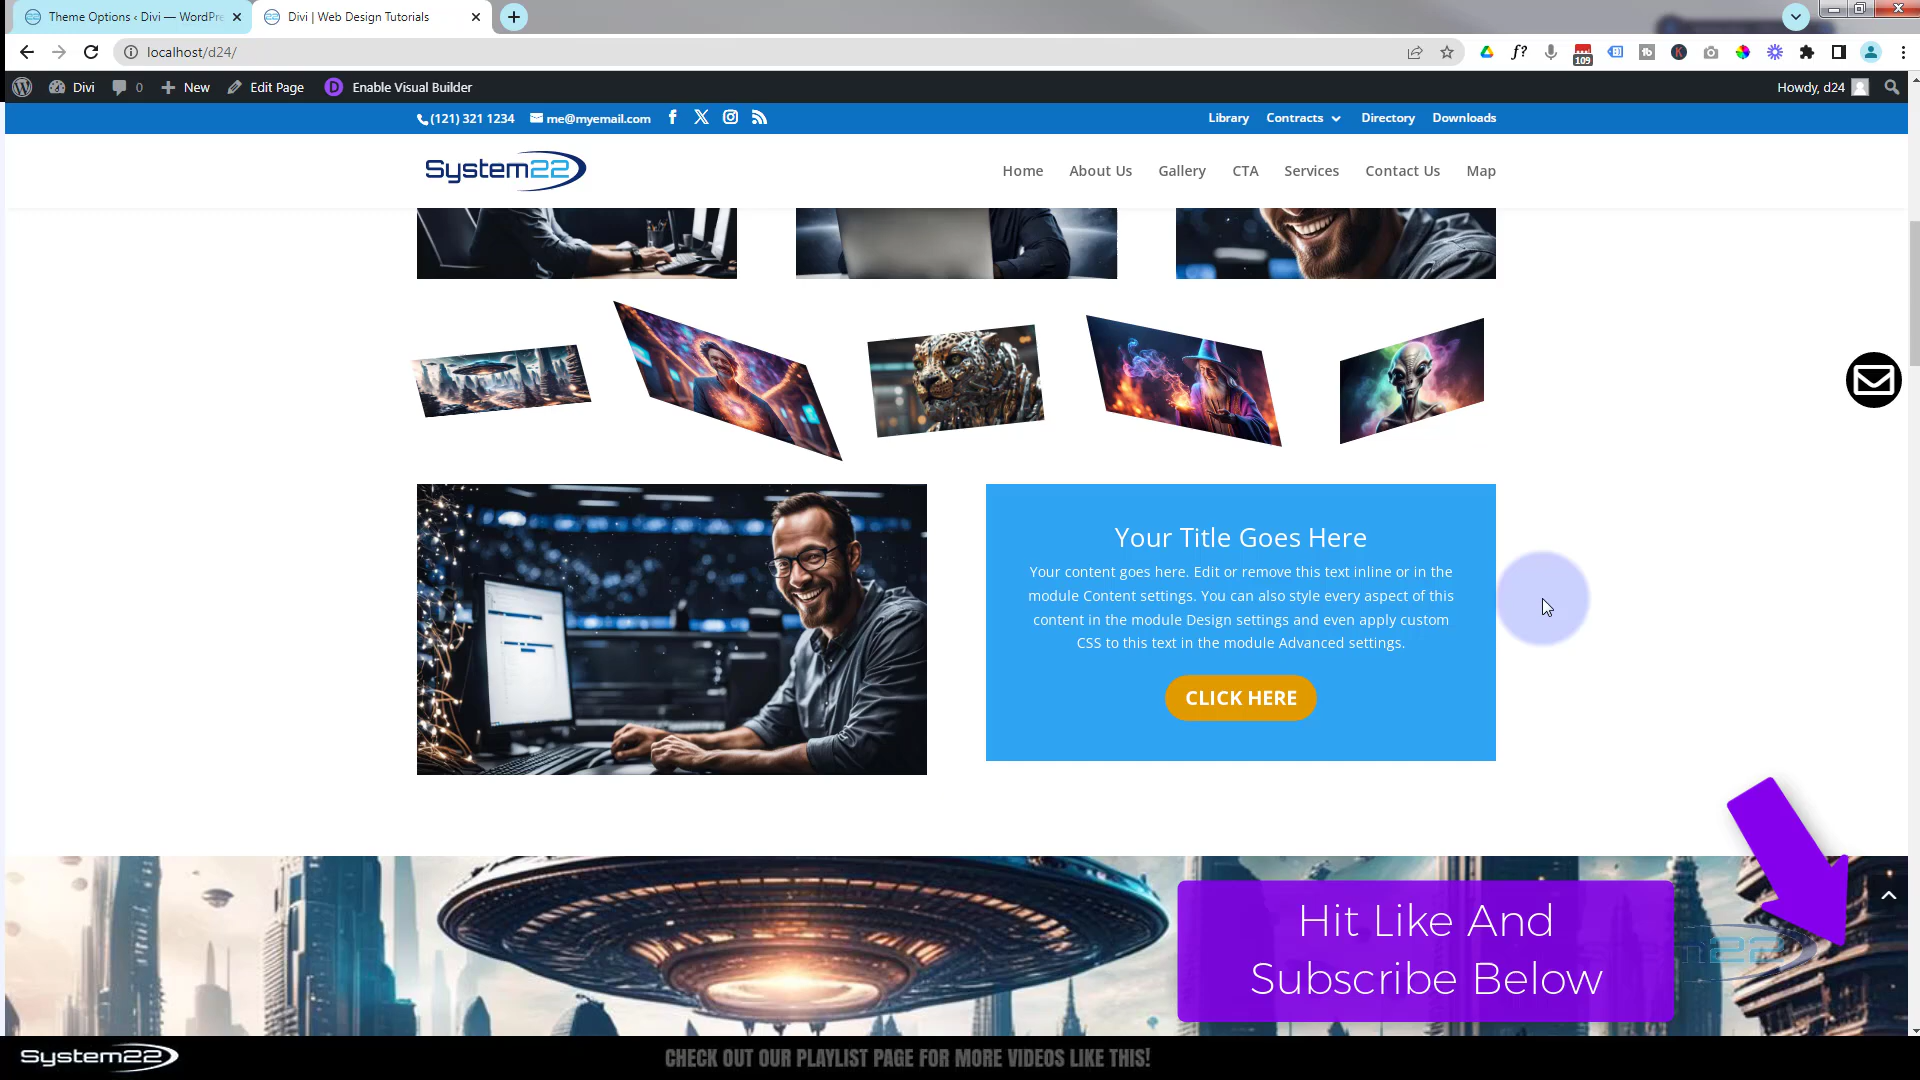 Theme Options ‹ Divi — WordPre
Divi | Web Design Tutorials
localhost/d24/
f?
109
tb
K
Divi
0
New
Edit Page
D
Enable Visual Builder
Howdy, d24
(121) 321 1234
me@myemail.com
Library
Contracts
Directory
Downloads
System22
Home
About Us
Gallery
CTA
Services
Contact Us
Map
Your Title Goes Here
Your content goes here. Edit or remove this text inline or in the
module Content settings. You can also style every aspect of this
content in the module Design settings and even apply custom
CSS to this text in the module Advanced settings.
CLICK HERE
Hit Like And
Subscribe Below
22
System22
CHECK OUT OUR PLAYLIST PAGE FOR MORE VIDEOS LIKE THIS!